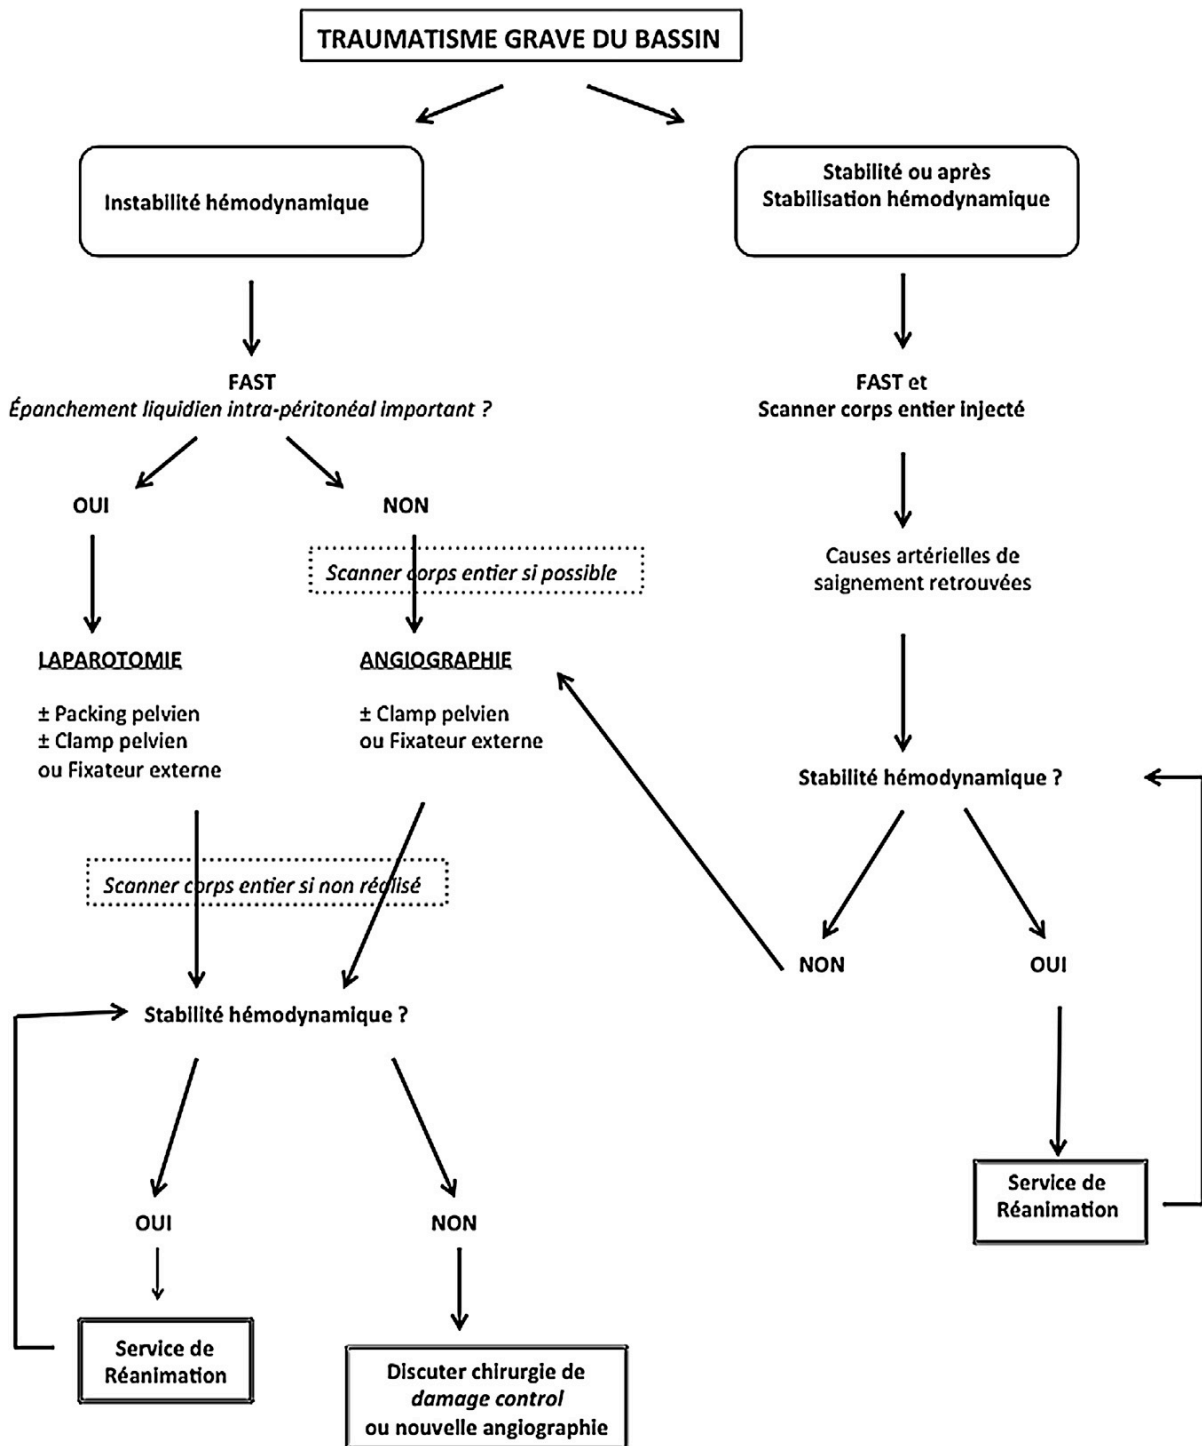 TRAUMATISME GRAVE DU BASSIN
Instabilité hémodynamique
Stabilité ou après
Stabilisation hémodynamique
FAST
Épanchement liquidien intra-péritonéal important ?
FAST et
Scanner corps entier injecté
OUI
NON
Scanner corps entier si possible
Causes artérielles de
saignement retrouvées
LAPAROTOMIE
± Packing pelvien
± Clamp pelvien
ou Fixateur externe
ANGIOGRAPHIE
± Clamp pelvien
ou Fixateur externe
Stabilité hémodynamique ?
Scanner corps entier si non réalisé
NON
OUI
Stabilité hémodynamique ?
Service de
Réanimation
OUI
NON
Service de
Réanimation
Discuter chirurgie de
damage control
ou nouvelle angiographie